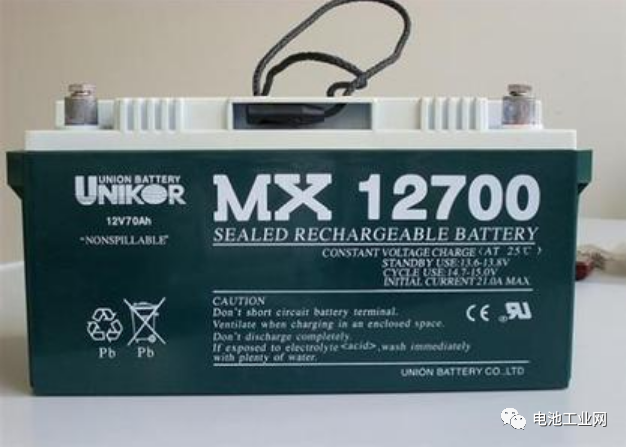 UNION BATTERY
UNIKOR
12V70Ah
"NONSPILLABLE"
MX 12700
SEALED RECHARGEABLE BATTERY
CONSTANT VOLTAGE CHARGE (AT 25℃)
STANDBY USE:13.6-13.8V
CYCLE USE:14.7-15.0V
INITIAL CURRENT:21.0A MAX
Pb Pb
CAUTION
Don't short circuit battery terminal.
Ventilate when charging in an enclosed space.
Don't discharge completely.
If exposed to electrolyte <acid>, wash immediately
with plenty of water.
CE RU
UNION BATTERY CO.,LTD
电池工业网